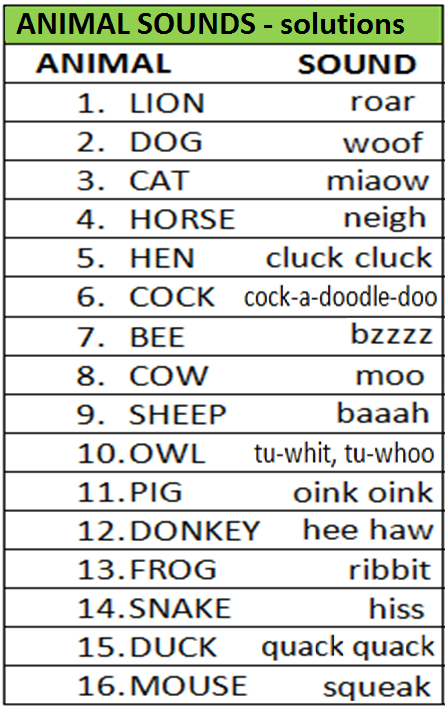 ANIMAL SOUNDS - solutions
ANIMAL SOUND
1. LION roar
2. DOG woof
3. CAT miaow
4. HORSE neigh
5. HEN cluck cluck
6. COCK cock-a-doodle-doo
7. BEE bzzzz
8. COW moo
9. SHEEP baaah
10. OWL tu-whit, tu-whoo
11. PIG oink oink
12. DONKEY hee haw
13. FROG ribbit
14. SNAKE hiss
15. DUCK quack quack
16. MOUSE squeak